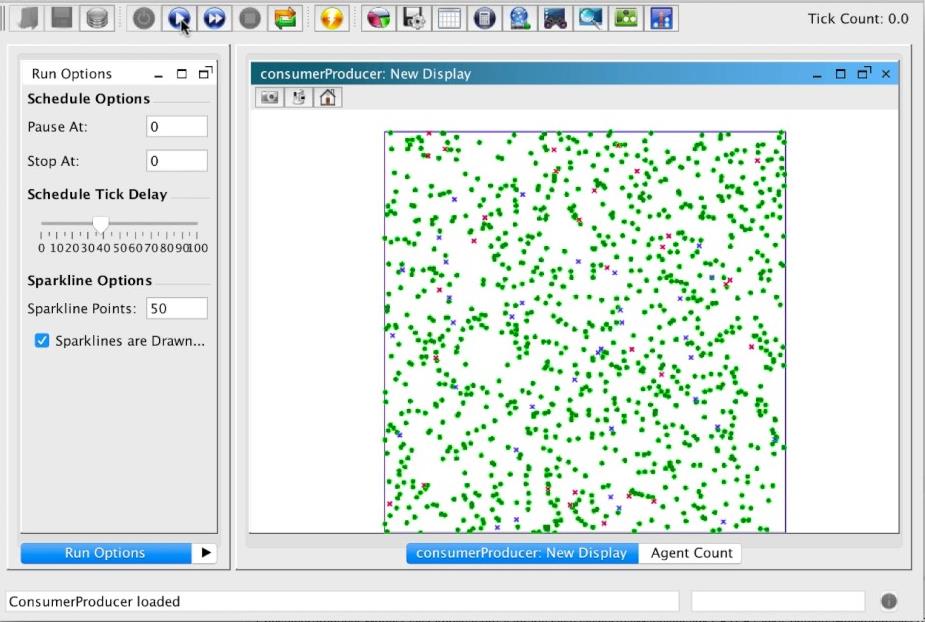 Tick Count: 0.0
Run Options
Schedule Options
Pause At: 0
Stop At: 0
Schedule Tick Delay
0 10 20 30 40 50 60 70 80 90 100
Sparkline Options
Sparkline Points: 50
Sparklines are Drawn...
Run Options
consumerProducer: New Display
consumerProducer: New Display
Agent Count
ConsumerProducer loaded